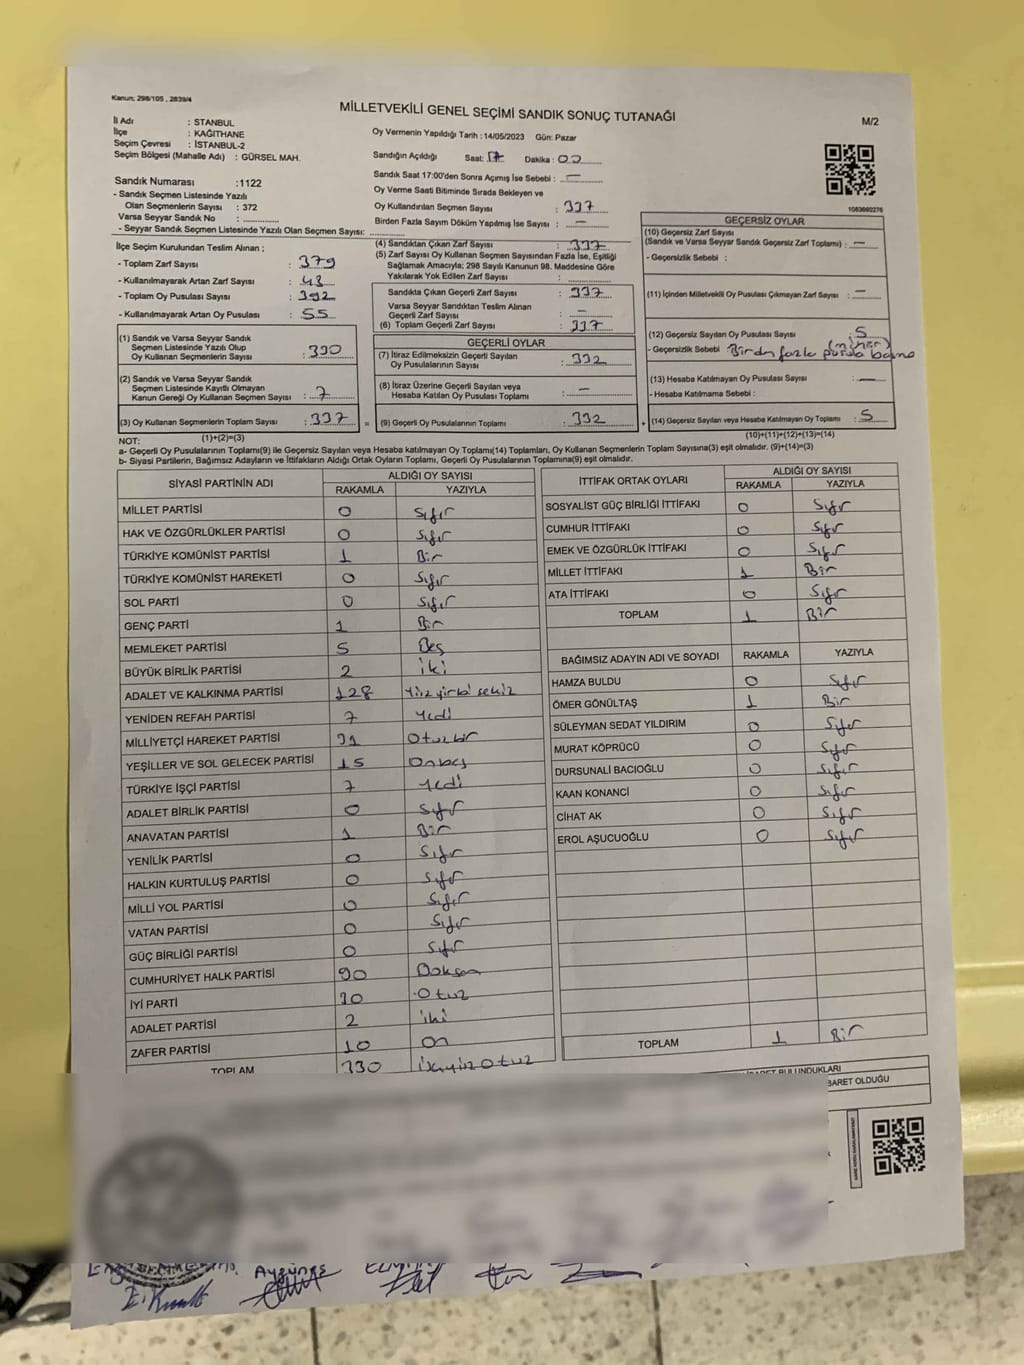 Kanun; 298/105 , 2839/4
MİLLETVEKİLİ GENEL SEÇİMİ SANDIK SONUÇ TUTANAĞI
M/2
İl Adı : STANBUL
İlçe : KAĞITHANE
Seçim Çevresi : İSTANBUL-2
Seçim Bölgesi (Mahalle Adı) : GÜRSEL MAH.
Sandık Numarası :1122
- Sandık Seçmen Listesinde Yazılı
Olan Seçmenlerin Sayısı : 372
Varsa Seyyar Sandık No :
- Seyyar Sandık Seçmen Listesinde Yazılı Olan Seçmen Sayısı:
İlçe Seçim Kurulundan Teslim Alınan ;
- Toplam Zarf Sayısı : 379
- Kullanılmayarak Artan Zarf Sayısı :
- Toplam Oy Pusulası Sayısı : 392
- Kullanılmayarak Artan Oy Pusulası : 55
Oy Vermenin Yapıldığı Tarih : 14/05/2023 Gün: Pazar
Sandığın Açıldığı Saat: 17 Dakika : 00
Sandık Saat 17:00'den Sonra Açımış İse Sebebi : —
Oy Verme Saati Bitiminde Sırada Bekleyen ve
Oy Kullandırılan Seçmen Sayısı : 337
Birden Fazla Sayım Döküm Yapılmış İse Sayısı : —
(4) Sandıktan Çıkan Zarf Sayısı : 337
(5) Zarf Sayısı Oy Kullanan Seçmen Sayısından Fazla İse, Eşitliği
Sağlamak Amacıyla; 298 Sayılı Kanunun 98. Maddesine Göre
Yakılarak Yok Edilen Zarf Sayısı :
Sandıkta Çıkan Geçerli Zarf Sayısı : 337
Varsa Seyyar Sandıktan Teslim Alınan
Geçerli Zarf Sayısı : —
(6) Toplam Geçerli Zarf Sayısı : 337
1083690276
GEÇERSİZ OYLAR
(10) Geçersiz Zarf Sayısı
(Sandık ve Varsa Seyyar Sandık Geçersiz Zarf Toplamı) : —
- Geçersizlik Sebebi :
(11) İçinden Milletvekili Oy Pusulası Çıkmayan Zarf Sayısı : —
(12) Geçersiz Sayılan Oy Pusulası Sayısı : 5
- Geçersizlik Sebebi : Birden fazla pusula basma (mühür)
(13) Hesaba Katılmayan Oy Pusulası Sayısı : —
- Hesaba Katılmama Sebebi :
(14) Geçersiz Sayılan veya Hesaba Katılmayan Oy Toplamı : 5
(10)+(11)+(12)+(13)=(14)
(1) Sandık ve Varsa Seyyar Sandık
Seçmen Listesinde Yazılı Olup
Oy Kullanan Seçmenlerin Sayısı : 330
(2) Sandık ve Varsa Seyyar Sandık
Seçmen Listesinde Kayıtlı Olmayan
Kanun Gereği Oy Kullanan Seçmen Sayısı : 7
(3) Oy Kullanan Seçmenlerin Toplam Sayısı : 337
(1)+(2)=(3)
GEÇERLİ OYLAR
(7) İtiraz Edilmeksizin Geçerli Sayılan
Oy Pusulalarının Sayısı : 332
(8) İtiraz Üzerine Geçerli Sayılan veya
Hesaba Katılan Oy Pusulası Toplamı : —
(9) Geçerli Oy Pusulalarının Toplamı : 332
NOT:
a- Geçerli Oy Pusulasının Toplamı(9) ile Geçersiz Sayılan veya Hesaba katılmayan Oy Toplamı(14) Toplamları, Oy Kullanan Seçmenlerin Toplam Sayısına(3) eşit olmalıdır. (9)+(14)=(3)
b- Siyasi Partilerin, Bağımsız Adayların ve İttifakların Aldığı Ortak Oyların Toplamı, Geçerli Oy Pusulalarının Toplamına(9) eşit olmalıdır.
SİYASİ PARTİNİN ADI
ALDIĞI OY SAYISI
RAKAMLA YAZIYLA
MİLLET PARTİSİ 0 Sıfır
HAK VE ÖZGÜRLÜKLER PARTİSİ 0 Sıfır
TÜRKİYE KOMÜNİST PARTİSİ 1 Bir
TÜRKİYE KOMÜNİST HAREKETİ 0 Sıfır
SOL PARTİ 0 Sıfır
GENÇ PARTİ 1 Bir
MEMLEKET PARTİSİ 5 Beş
BÜYÜK BİRLİK PARTİSİ 2 iki
ADALET VE KALKINMA PARTİSİ 128 Yüzyirmi sekiz
YENİDEN REFAH PARTİSİ 7 Yedi
MİLLİYETÇİ HAREKET PARTİSİ 31 Otuzbir
YEŞİLLER VE SOL GELECEK PARTİSİ 15 Onbeş
TÜRKİYE İŞÇİ PARTİSİ 7 Yedi
ADALET BİRLİK PARTİSİ 0 Sıfır
ANAVATAN PARTİSİ 1 Bir
YENİLİK PARTİSİ 0 Sıfır
HALKIN KURTULUŞ PARTİSİ 0 Sıfır
MİLLİ YOL PARTİSİ 0 Sıfır
VATAN PARTİSİ 0 Sıfır
GÜÇ BİRLİĞİ PARTİSİ 0 Sıfır
CUMHURİYET HALK PARTİSİ 90 Doksan
İYİ PARTİ 30 Otuz
ADALET PARTİSİ 2 iki
ZAFER PARTİSİ 10 On
TOPLAM 330 Üçyüzotuz
İTTİFAK ORTAK OYLARI
ALDIĞI OY SAYISI
RAKAMLA YAZIYLA
SOSYALİST GÜÇ BİRLİĞİ İTTİFAKI 0 Sıfır
CUMHUR İTTİFAKI 0 Sıfır
EMEK VE ÖZGÜRLÜK İTTİFAKI 0 Sıfır
MİLLET İTTİFAKI 1 Bir
ATA İTTİFAKI 0 Sıfır
TOPLAM 1 Bir
BAĞIMSIZ ADAYIN ADI VE SOYADI RAKAMLA YAZIYLA
HAMZA BULDU 0 Sıfır
ÖMER GÖNÜLTAŞ 1 Bir
SÜLEYMAN SEDAT YILDIRIM 0 Sıfır
MURAT KÖPRÜCÜ 0 Sıfır
DURSUNALİ BACIOĞLU 0 Sıfır
KAAN KONANCI 0 Sıfır
CİHAT AK 0 Sıfır
EROL AŞUCUOĞLU 0 Sıfır
TOPLAM 1 Bir
BULUNDUKLARI
BARET OLDUĞU